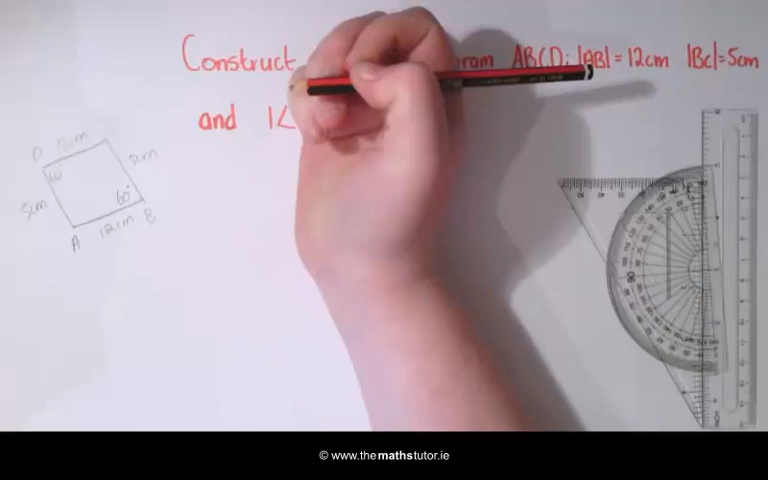 Construct ram ABCD: |AB| = 12cm |BC| = 5cm
and |∠
D 12cm
5cm
60
5cm
60°
A 12cm B
© www.themathstutor.ie